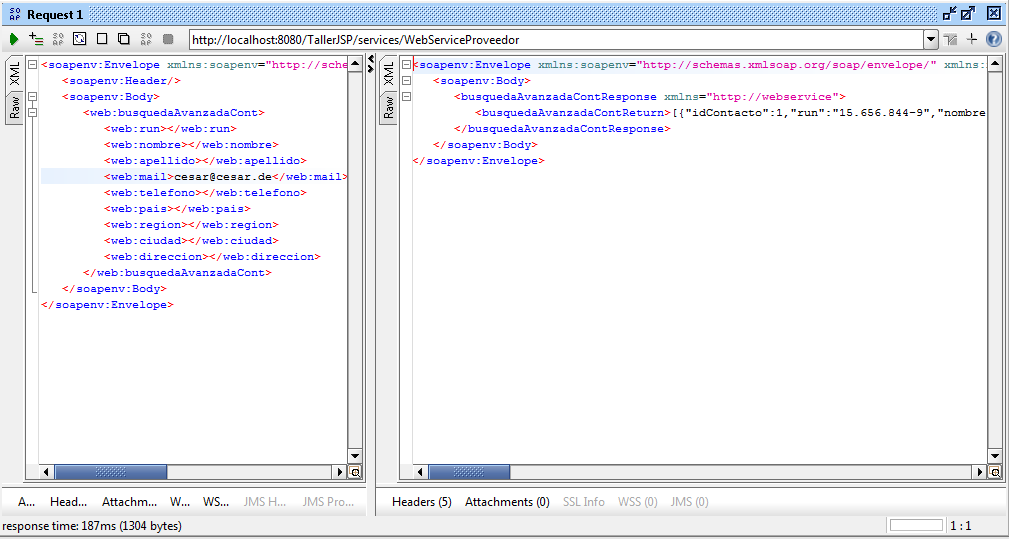 SO AP Request 1
http://localhost:8080/TallerJSP/services/WebServiceProveedor
XML
Raw
<soapenv:Envelope xmlns:soapenv="http://sche
<soapenv:Header/>
<soapenv:Body>
<web:busquedaAvanzadaCont>
<web:run></web:run>
<web:nombre></web:nombre>
<web:apellido></web:apellido>
<web:mail>cesar@cesar.de</web:mail>
<web:telefono></web:telefono>
<web:pais></web:pais>
<web:region></web:region>
<web:ciudad></web:ciudad>
<web:direccion></web:direccion>
</web:busquedaAvanzadaCont>
</soapenv:Body>
</soapenv:Envelope>
XML
Raw
<soapenv:Envelope xmlns:soapenv="http://schemas.xmlsoap.org/soap/envelope/" xmlns:
<soapenv:Body>
<busquedaAvanzadaContResponse xmlns="http://webservice">
<busquedaAvanzadaContReturn>[{"idContacto":1,"run":"15.656.844-9","nombre
</busquedaAvanzadaContResponse>
</soapenv:Body>
</soapenv:Envelope>
A... Head... Attachm... W... WS... JMS H... JMS Pro...
Headers (5) Attachments (0) SSL Info WSS (0) JMS (0)
response time: 187ms (1304 bytes)
1 : 1